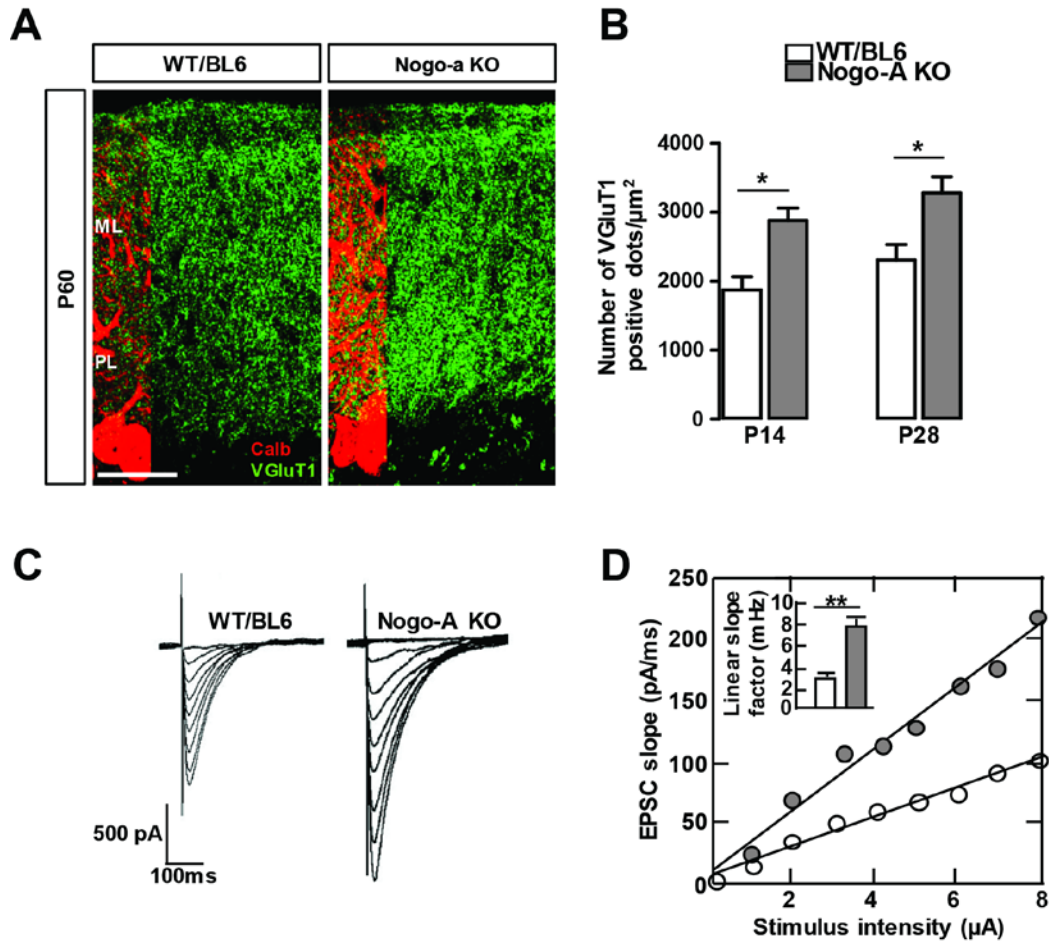 A
WT/BL6
Nogo-a KO
P60
ML
PL
Calb
VGluT1
B
WT/BL6
Nogo-A KO
Number of VGluT1
positive dots/µm²
4000
3000
2000
1000
0
*
*
P14
P28
C
WT/BL6
Nogo-A KO
500 pA
100ms
D
EPSC slope (pA/ms)
250
200
150
100
50
0
Linear slope
factor (mHz)
10
8
6
4
2
0
**
2
4
6
8
Stimulus intensity (µA)